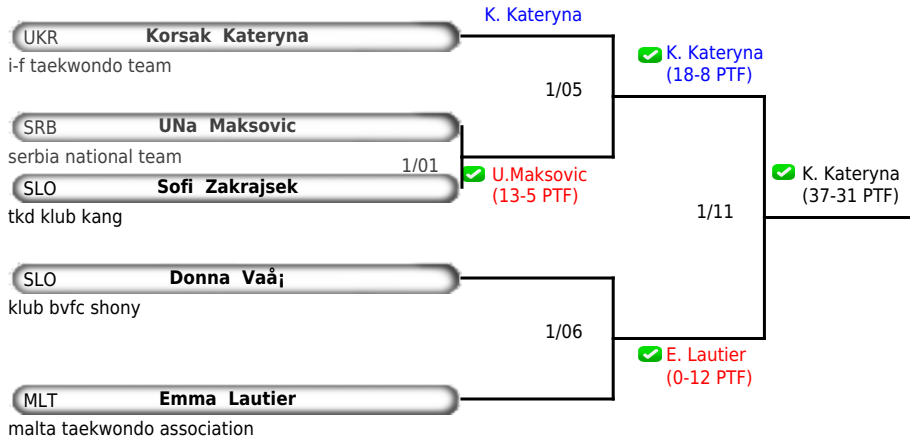 K. Kateryna
UKR Korsak Kateryna
i-f taekwondo team
K. Kateryna
(18-8 PTF)
1/05
SRB UNa Maksovic
serbia national team
1/01
U.Maksovic
(13-5 PTF)
SLO Sofi Zakrajsek
tkd klub kang
K. Kateryna
(37-31 PTF)
1/11
SLO Donna Vaå¡
klub bvfc shony
1/06
E. Lautier
(0-12 PTF)
MLT Emma Lautier
malta taekwondo association